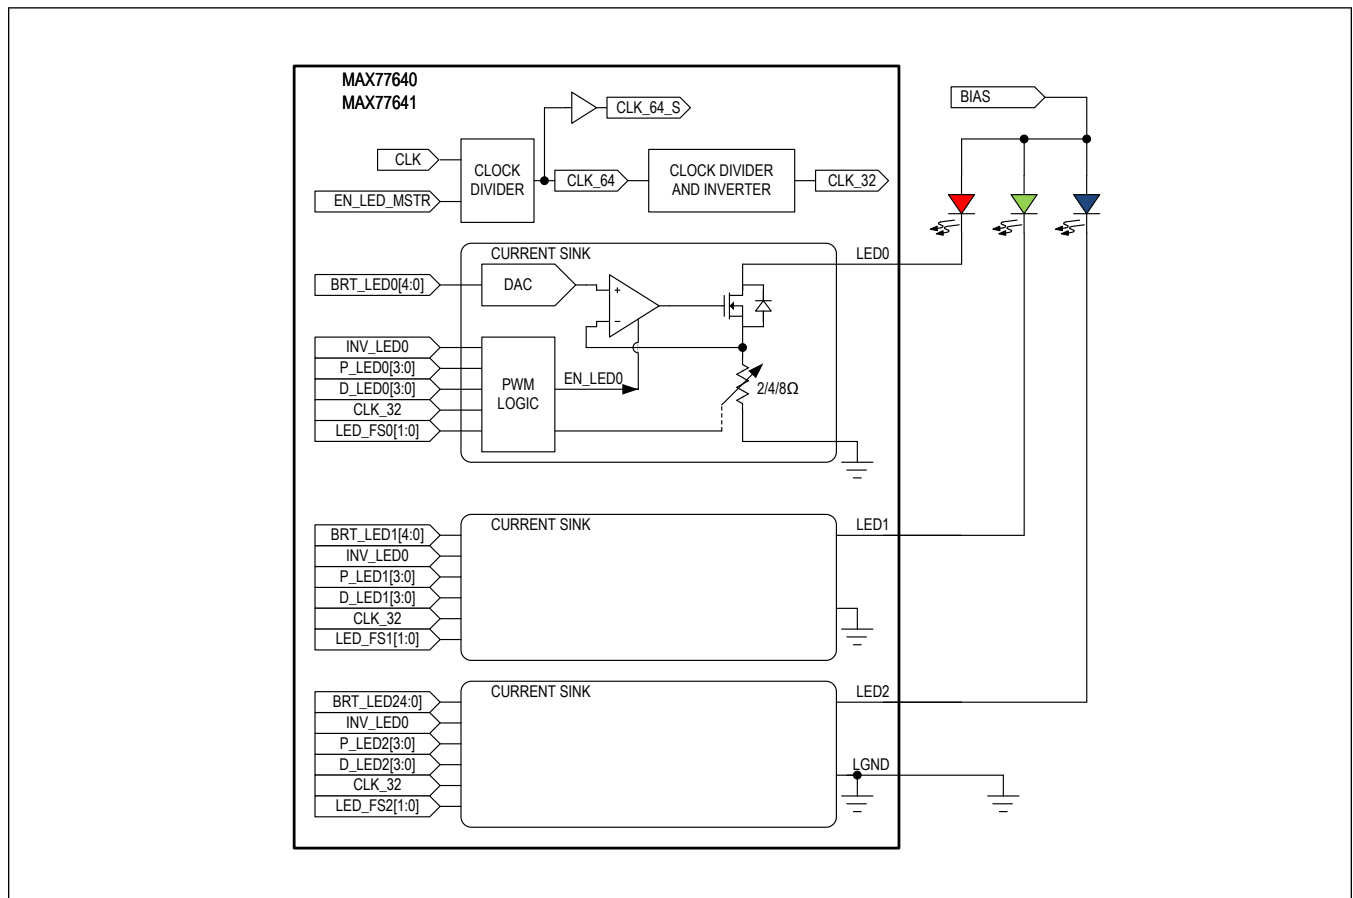 MAX77640
MAX77641
BIAS
CLK_64_S
CLK
EN_LED_MSTR
CLOCK
DIVIDER
CLK_64
CLOCK DIVIDER
AND INVERTER
CLK_32
CURRENT SINK
LED0
BRT_LED0[4:0]
DAC
+
−
INV_LED0
P_LED0[3:0]
D_LED0[3:0]
CLK_32
LED_FS0[1:0]
PWM
LOGIC
EN_LED0
2/4/8Ω
CURRENT SINK
LED1
BRT_LED1[4:0]
INV_LED0
P_LED1[3:0]
D_LED1[3:0]
CLK_32
LED_FS1[1:0]
CURRENT SINK
LED2
BRT_LED24:0]
INV_LED0
P_LED2[3:0]
D_LED2[3:0]
CLK_32
LED_FS2[1:0]
LGND